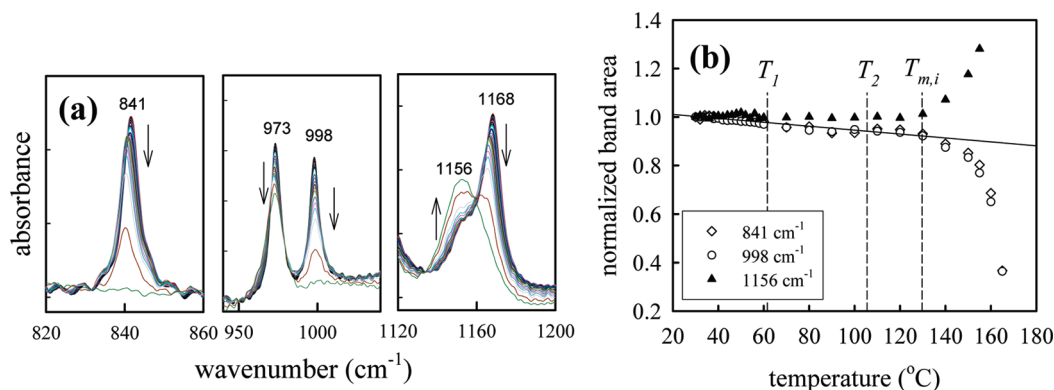 (a)
841
973
998
1168
1156
absorbance
820
840
860
950
1000
1120
1160
1200
wavenumber (cm⁻¹)
(b)
T₁
T₂
Tₘ,ᵢ
normalized band area
1.4
1.2
1.0
0.8
0.6
0.4
0.2
841 cm⁻¹
998 cm⁻¹
1156 cm⁻¹
20
40
60
80
100
120
140
160
180
temperature (°C)